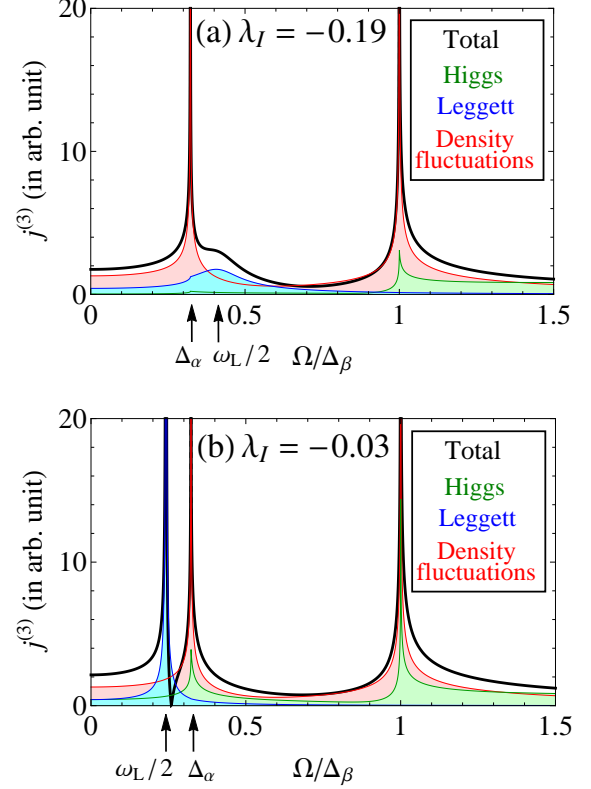 (a) λ_I = −0.19
Total
Higgs
Leggett
Density
fluctuations
j^(3) (in arb. unit)
20
10
0
0
0.5
1
1.5
Δ_α
ω_L/2
Ω/Δ_β
(b) λ_I = −0.03
Total
Higgs
Leggett
Density
fluctuations
j^(3) (in arb. unit)
20
10
0
0
0.5
1
1.5
ω_L/2
Δ_α
Ω/Δ_β